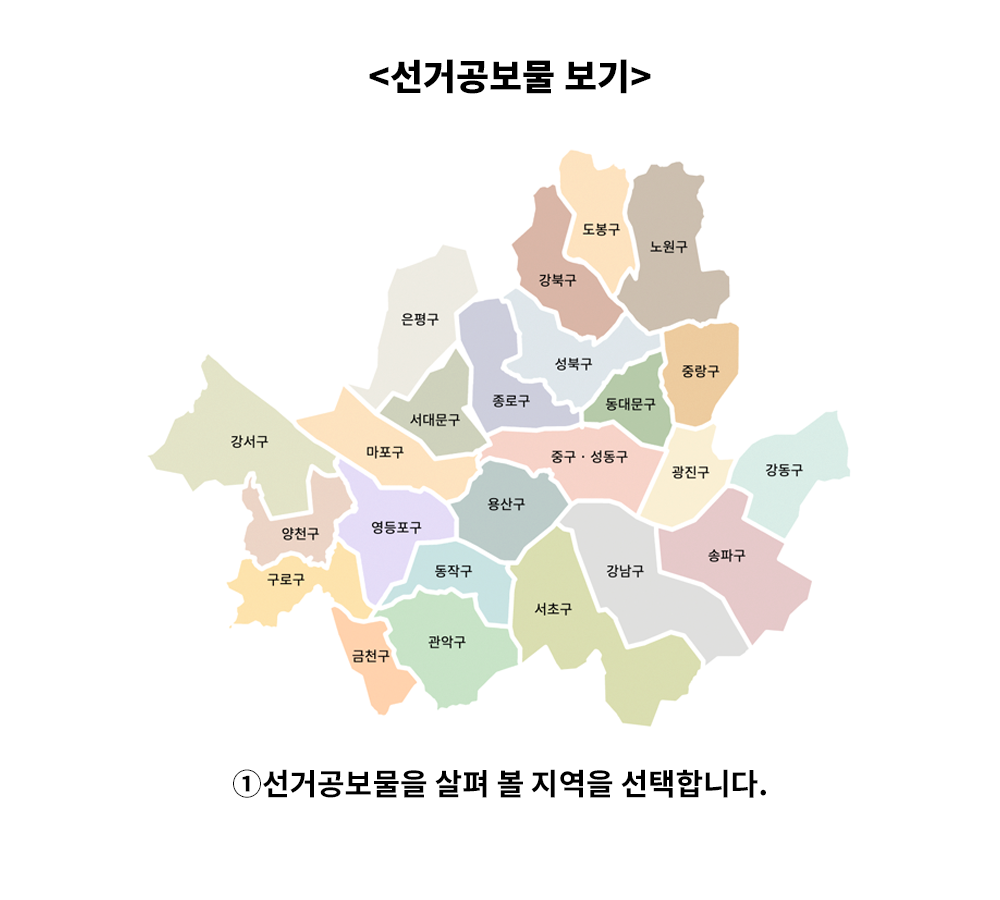 <선거공보물 보기>
도봉구
노원구
강북구
은평구
성북구
중랑구
종로구
동대문구
서대문구
강서구
마포구
중구 · 성동구
광진구
강동구
용산구
영등포구
양천구
송파구
동작구
강남구
구로구
서초구
관악구
금천구
①선거공보물을 살펴 볼 지역을 선택합니다.